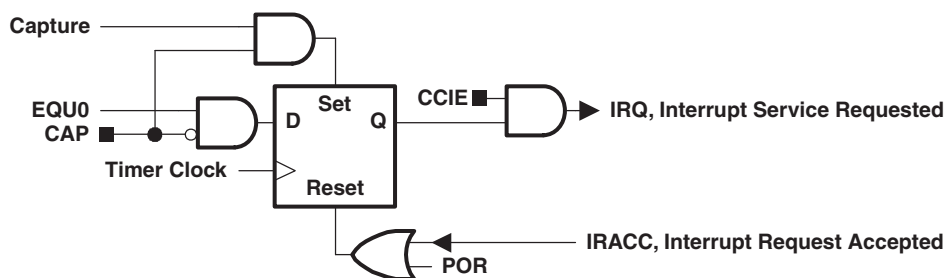 Capture
EQU0
CAP
Timer Clock
Set
D
Q
Reset
CCIE
IRQ, Interrupt Service Requested
IRACC, Interrupt Request Accepted
POR